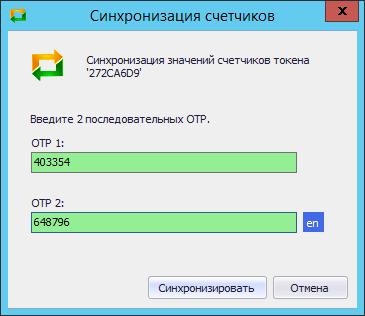 Синхронизация счетчиков
x
Синхронизация значений счетчиков токена
'272CA6D9'
Введите 2 последовательных OTP.
OTP 1:
403354
OTP 2:
648796
en
Синхронизировать
Отмена